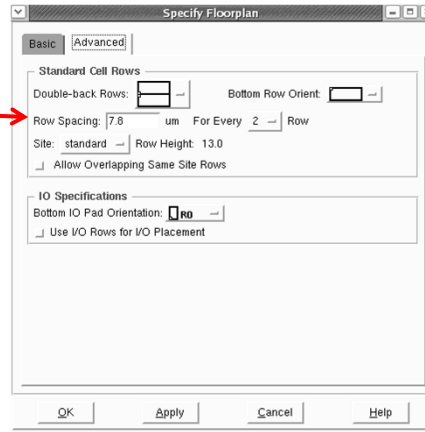 Specify Floorplan
Basic Advanced
Standard Cell Rows
Double-back Rows: Bottom Row Orient:
Row Spacing: 7.8 um For Every 2 Row
Site: standard Row Height: 13.0
Allow Overlapping Same Site Rows
IO Specifications
Bottom IO Pad Orientation: R0
Use I/O Rows for I/O Placement
OK Apply Cancel Help